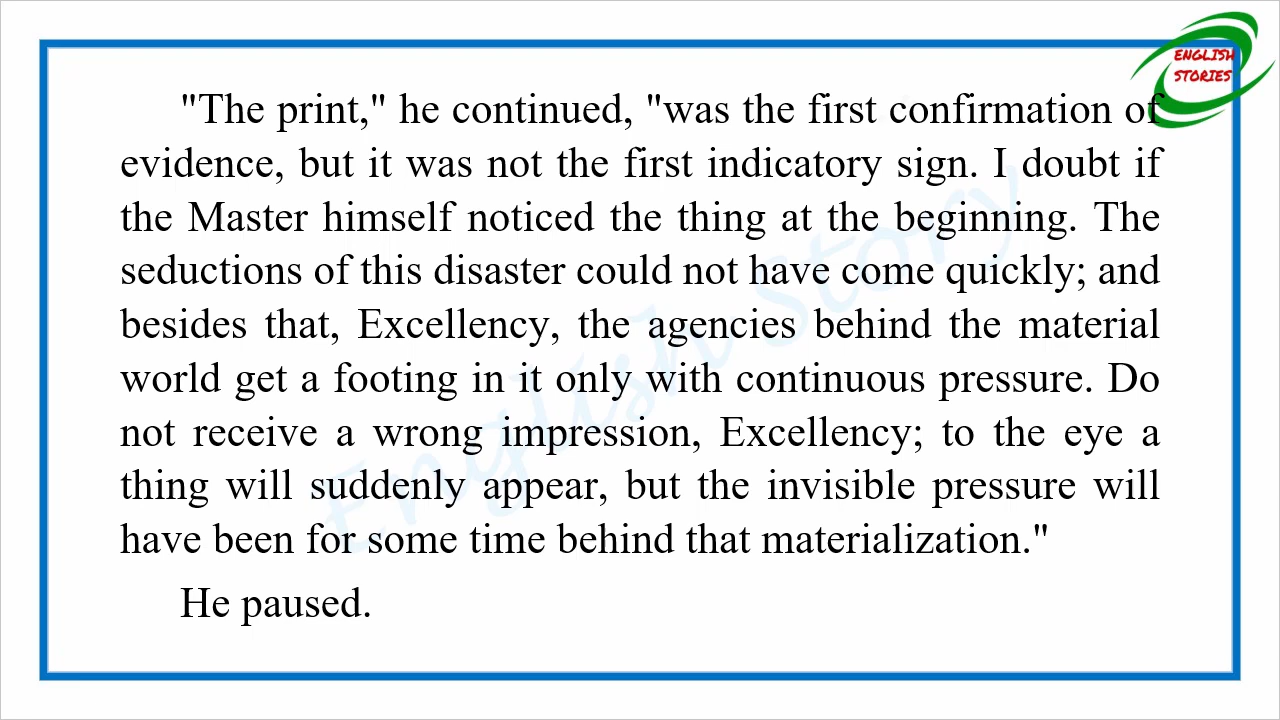 ENGLISH
STORIES
"The print," he continued, "was the first confirmation of
evidence, but it was not the first indicatory sign. I doubt if
the Master himself noticed the thing at the beginning. The
seductions of this disaster could not have come quickly; and
besides that, Excellency, the agencies behind the material
world get a footing in it only with continuous pressure. Do
not receive a wrong impression, Excellency; to the eye a
thing will suddenly appear, but the invisible pressure will
have been for some time behind that materialization."
He paused.
English Story